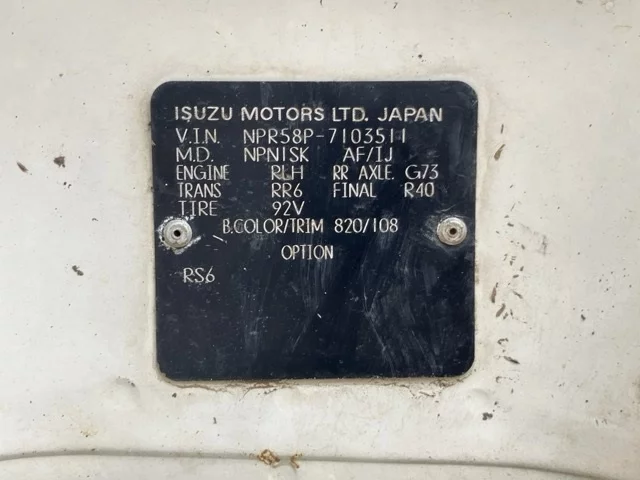 ISUZU MOTORS LTD. JAPAN
V.I.N. NPR58P-7103511
M.D. NPN1SK AF/IJ
ENGINE RLH RR AXLE. G73
TRANS RR6 FINAL R40
TIRE 92V
B.COLOR/TRIM 820/108
OPTION
RS6